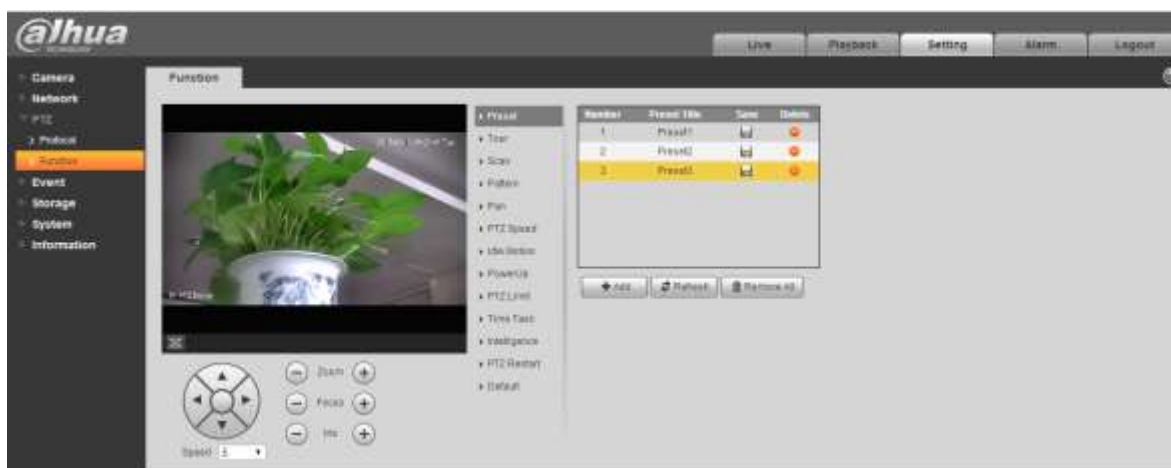 alhua
TECHNOLOGY
Live
Playback
Setting
Alarm
Logout
Camera
Network
PTZ
Protocol
Function
Event
Storage
System
Information
Function
Preset
Tour
Scan
Pattern
Pan
PTZ Speed
Idle Motion
PowerUp
PTZ Limit
Time Task
Intelligence
PTZ Restart
Default
Number Preset Title Save Delete
1 Preset1
2 Preset2
3 Preset3
Add Refresh Remove All
Zoom
Focus
Iris
Speed 5